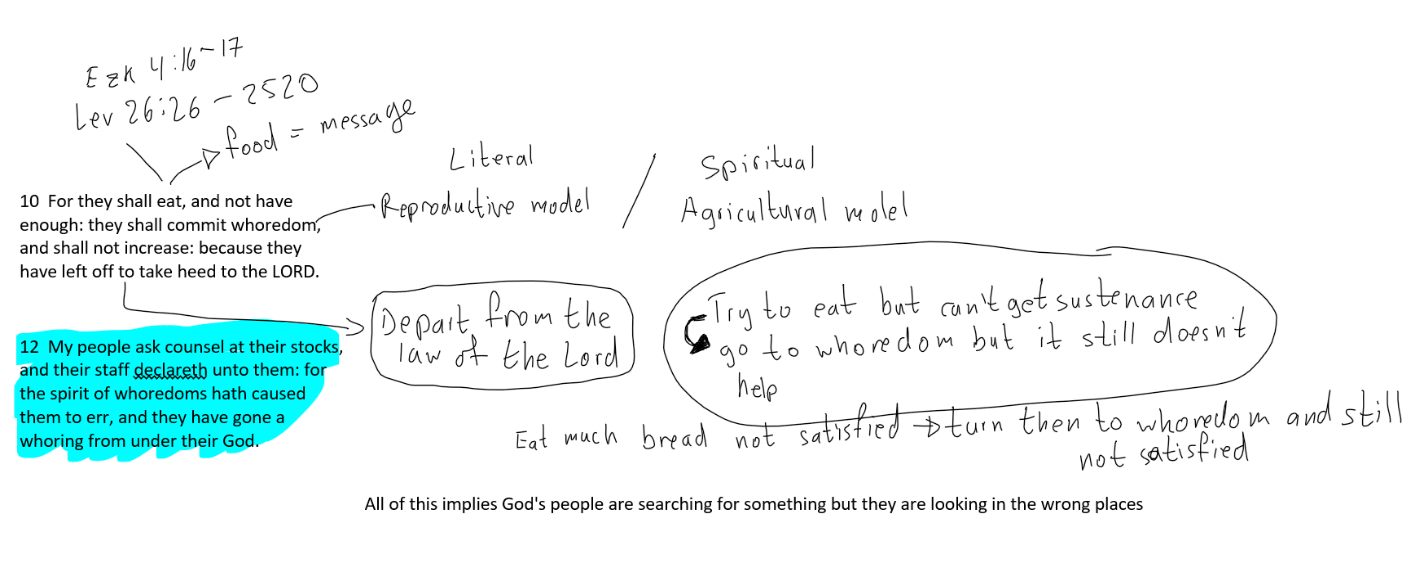 Ezk 4:16-17
Lev 26:26 - 2520
food = message
Literal / Spiritual
Reproductive model / Agricultural model
10 For they shall eat, and not have
enough: they shall commit whoredom,
and shall not increase: because they
have left off to take heed to the LORD.
Depart from the
law of the Lord
Try to eat but can't get sustenance
go to whoredom but it still doesn't
help
12 My people ask counsel at their stocks,
and their staff declareth unto them: for
the spirit of whoredoms hath caused
them to err, and they have gone a
whoring from under their God.
Eat much bread not satisfied → turn then to whoredom and still
not satisfied
All of this implies God's people are searching for something but they are looking in the wrong places